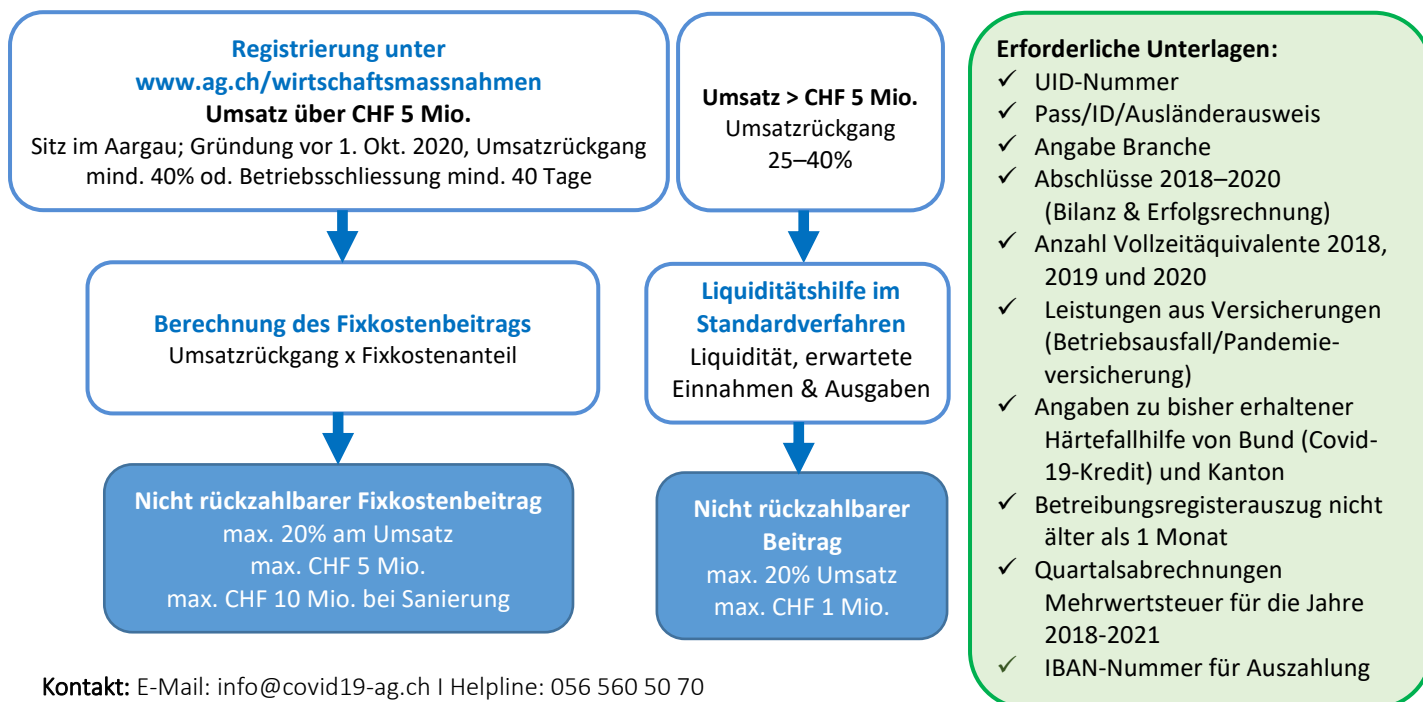 Registrierung unter
www.ag.ch/wirtschaftsmassnahmen
Umsatz über CHF 5 Mio.
Sitz im Aargau; Gründung vor 1. Okt. 2020, Umsatzrückgang
mind. 40% od. Betriebsschliessung mind. 40 Tage
Berechnung des Fixkostenbeitrags
Umsatzrückgang x Fixkostenanteil
Nicht rückzahlbarer Fixkostenbeitrag
max. 20% am Umsatz
max. CHF 5 Mio.
max. CHF 10 Mio. bei Sanierung
Umsatz > CHF 5 Mio.
Umsatzrückgang
25–40%
Liquiditätshilfe im
Standardverfahren
Liquidität, erwartete
Einnahmen & Ausgaben
Nicht rückzahlbarer
Beitrag
max. 20% Umsatz
max. CHF 1 Mio.
Erforderliche Unterlagen:
✓ UID-Nummer
✓ Pass/ID/Ausländerausweis
✓ Angabe Branche
✓ Abschlüsse 2018–2020
(Bilanz & Erfolgsrechnung)
✓ Anzahl Vollzeitäquivalente 2018,
2019 und 2020
✓ Leistungen aus Versicherungen
(Betriebsausfall/Pandemie-
versicherung)
✓ Angaben zu bisher erhaltener
Härtefallhilfe von Bund (Covid-
19-Kredit) und Kanton
✓ Betreibungsregisterauszug nicht
älter als 1 Monat
✓ Quartalsabrechnungen
Mehrwertsteuer für die Jahre
2018-2021
✓ IBAN-Nummer für Auszahlung
Kontakt: E-Mail: info@covid19-ag.ch I Helpline: 056 560 50 70